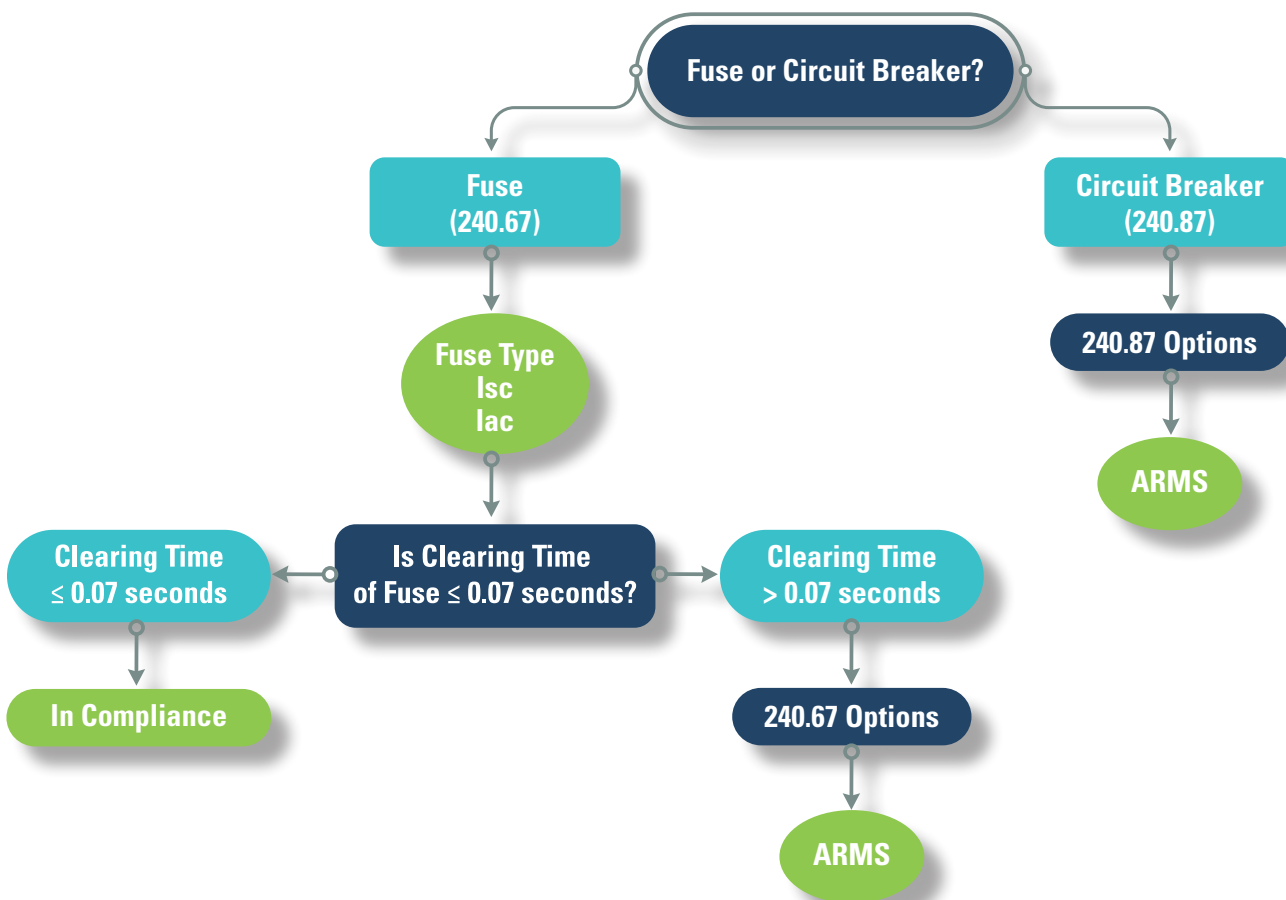 Fuse or Circuit Breaker?
Fuse
(240.67)
Circuit Breaker
(240.87)
Fuse Type
Isc
Iac
240.87 Options
ARMS
Clearing Time
≤ 0.07 seconds
Is Clearing Time
of Fuse ≤ 0.07 seconds?
Clearing Time
> 0.07 seconds
In Compliance
240.67 Options
ARMS